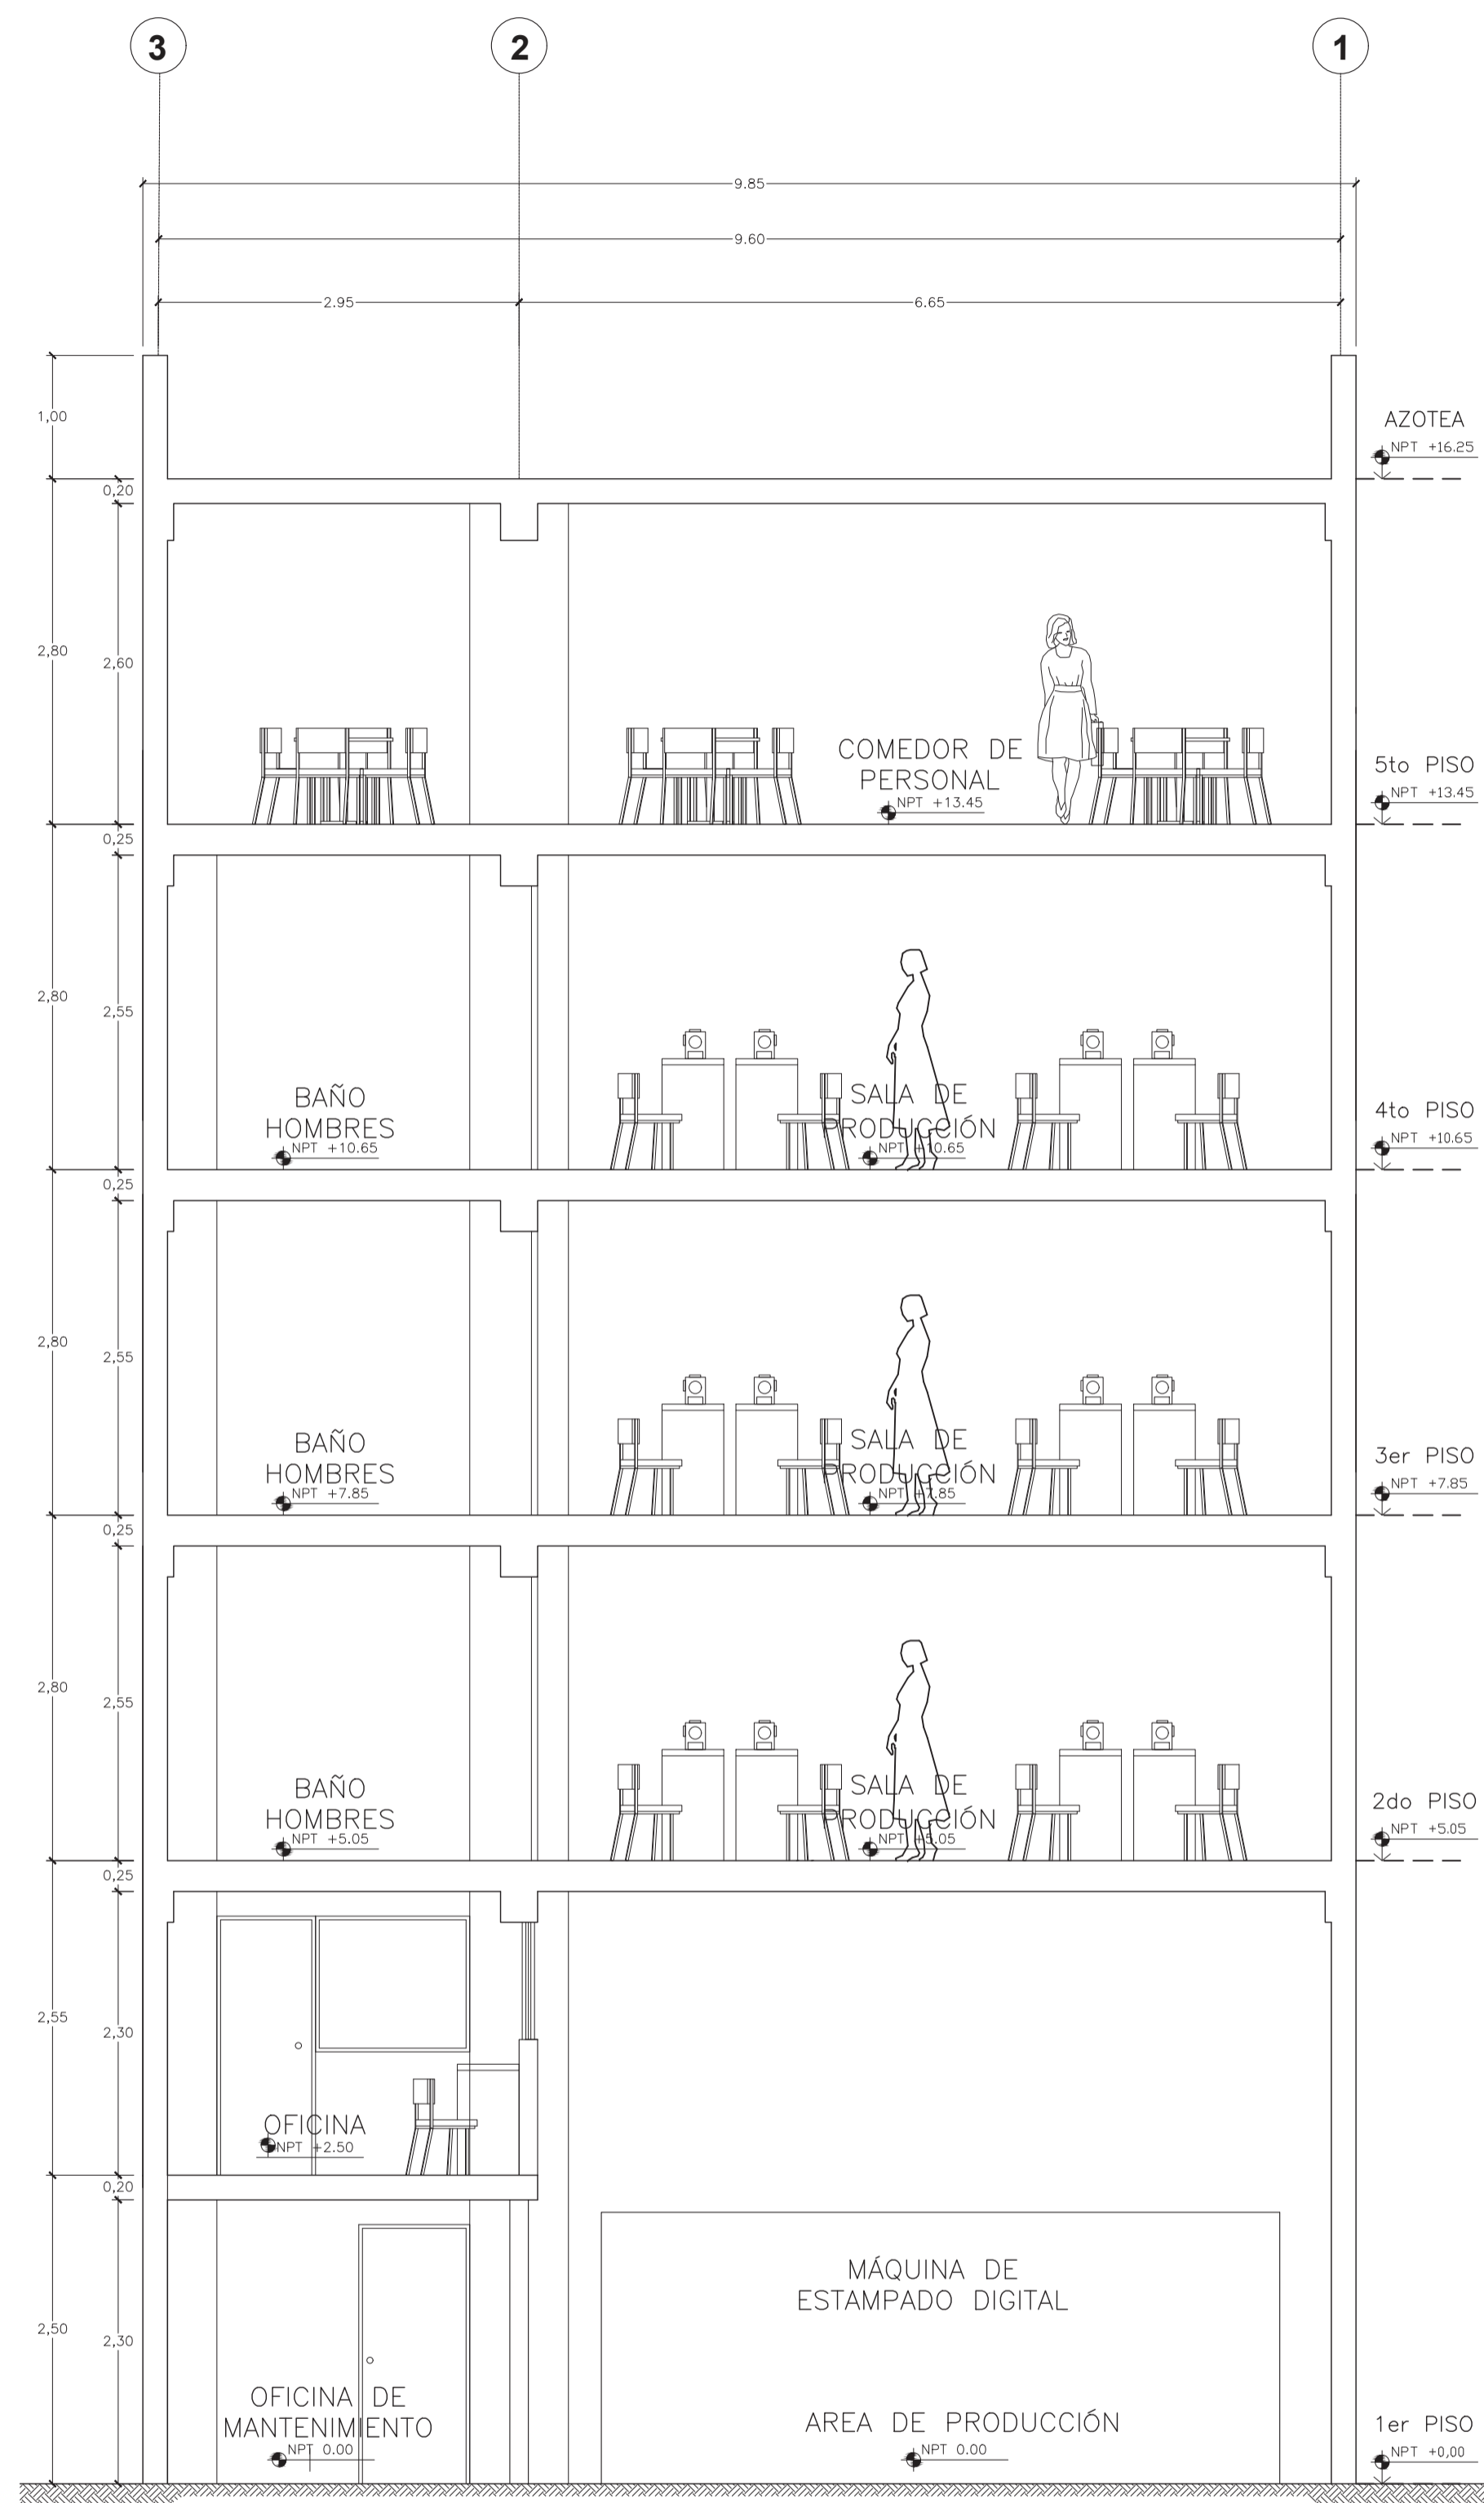 3 2 1
9.85
9.60
2.95 6.65
1,00
AZOTEA
NPT +16.25
0,20
2,80
2,60
COMEDOR DE
PERSONAL
NPT +13.45
5to PISO
NPT +13.45
0,25
2,80
2,55
BAÑO
HOMBRES
NPT +10.65
SALA DE
PRODUCCIÓN
NPT +10.65
4to PISO
NPT +10.65
0,25
2,80
2,55
BAÑO
HOMBRES
NPT +7.85
SALA DE
PRODUCCIÓN
NPT +7.85
3er PISO
NPT +7.85
0,25
2,80
2,55
BAÑO
HOMBRES
NPT +5.05
SALA DE
PRODUCCIÓN
NPT +5.05
2do PISO
NPT +5.05
0,25
2,55
2,30
OFICINA
NPT +2.50
0,20
2,50
2,30
MÁQUINA DE
ESTAMPADO DIGITAL
OFICINA DE
MANTENIMIENTO
NPT 0.00
AREA DE PRODUCCIÓN
NPT 0.00
1er PISO
NPT +0,00